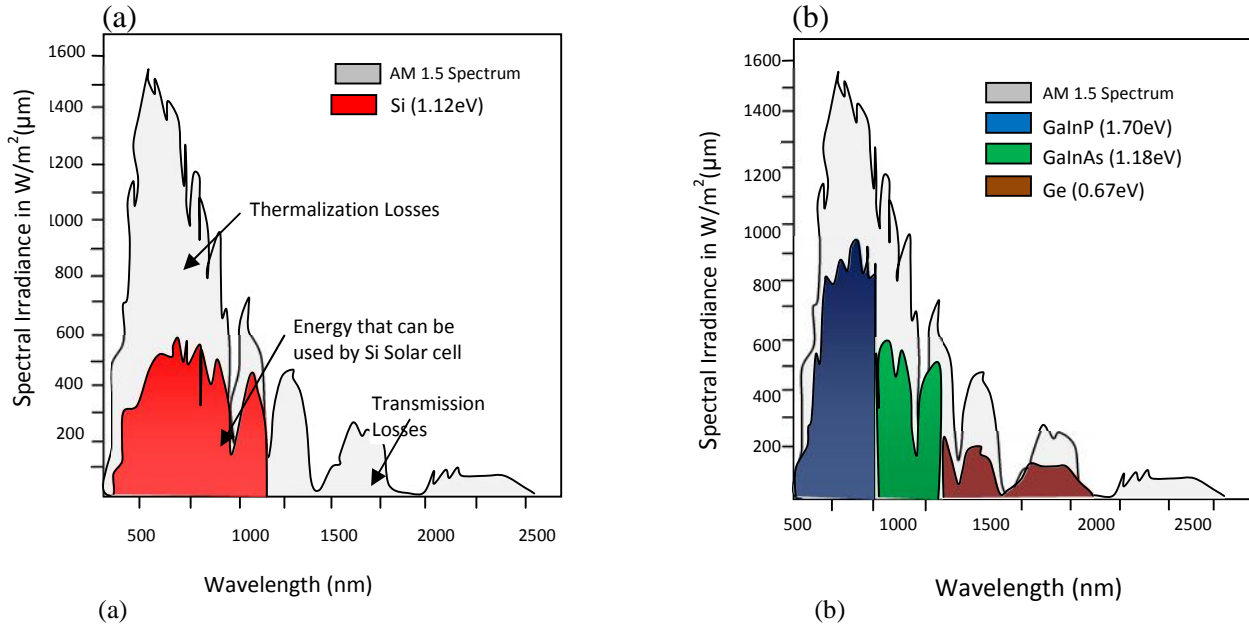 (a)
1600
1400
1200
1000
800
600
400
200
Spectral Irradiance in W/m²(µm)
AM 1.5 Spectrum
Si (1.12eV)
Thermalization Losses
Energy that can be
used by Si Solar cell
Transmission
Losses
500 1000 1500 2000 2500
Wavelength (nm)
(a)
(b)
1600
1400
1200
1000
800
600
400
200
Spectral Irradiance in W/m²(µm)
AM 1.5 Spectrum
GaInP (1.70eV)
GaInAs (1.18eV)
Ge (0.67eV)
500 1000 1500 2000 2500
Wavelength (nm)
(b)